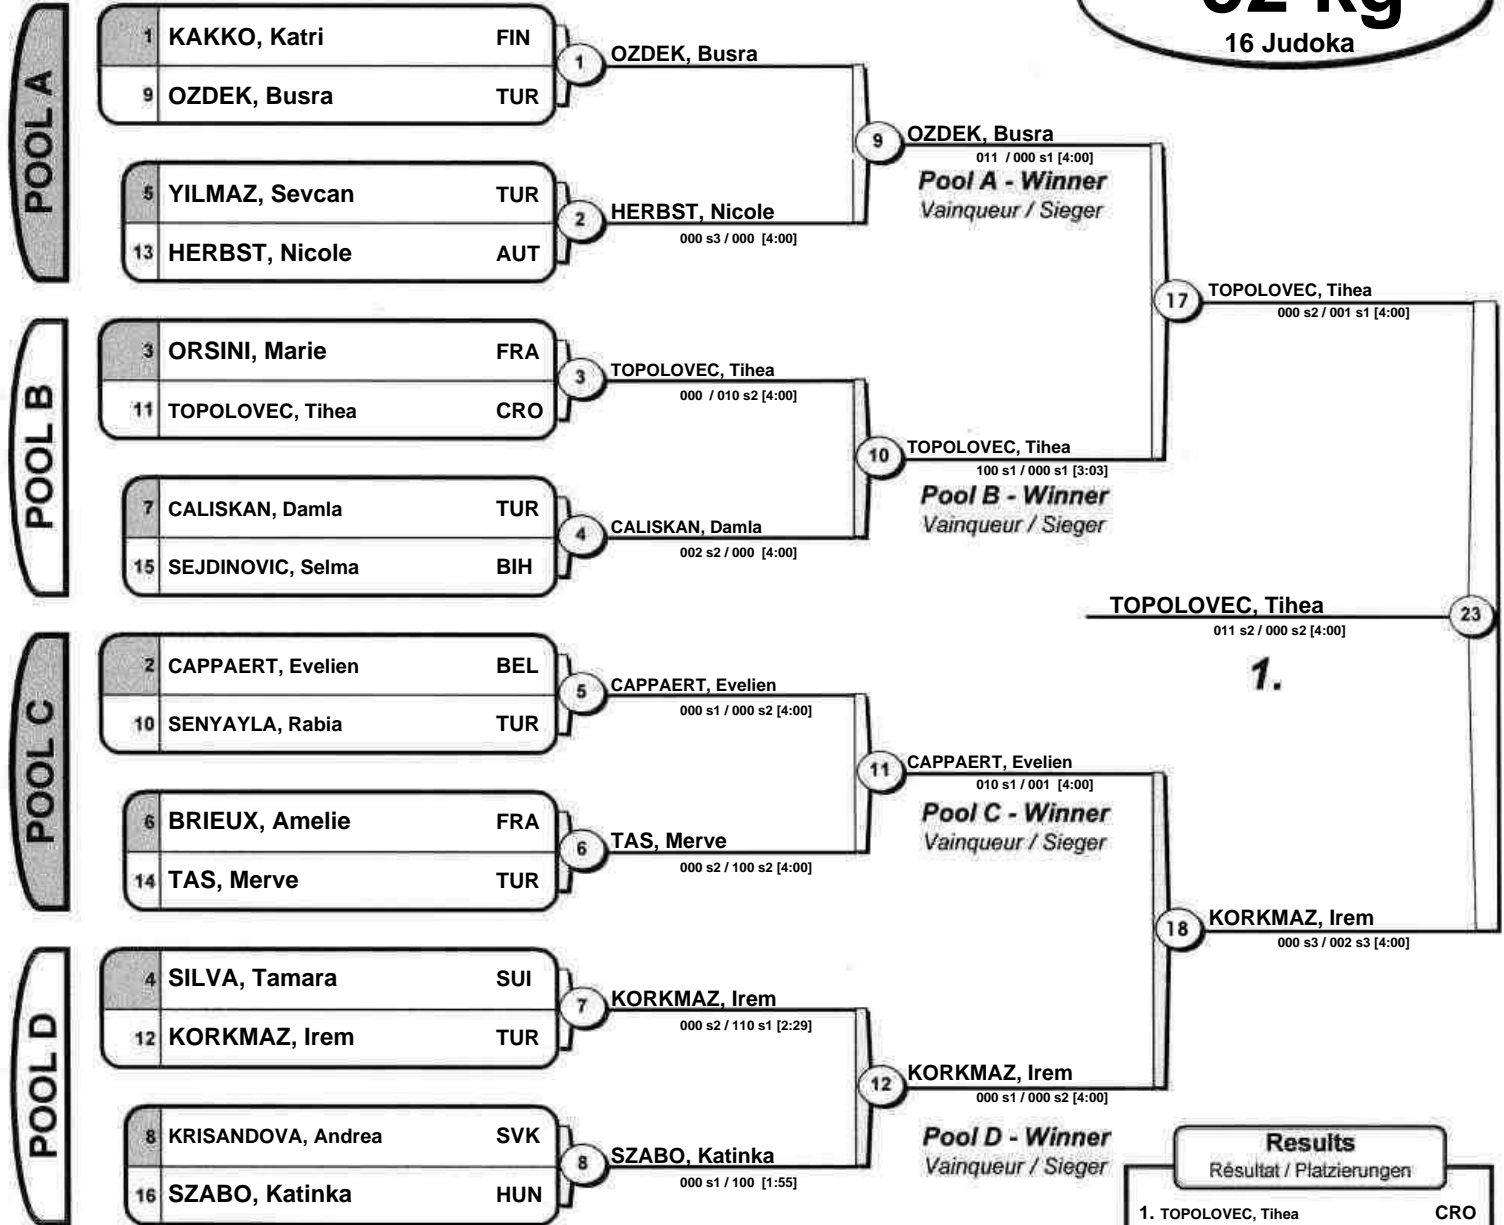 16 Judoka
POOL A
1 KAKKO, Katri FIN
9 OZDEK, Busra TUR
1
OZDEK, Busra
5 YILMAZ, Sevcan TUR
13 HERBST, Nicole AUT
2
HERBST, Nicole
000 s3 / 000 [4:00]
9
OZDEK, Busra
011 / 000 s1 [4:00]
Pool A - Winner
Vainqueur / Sieger
POOL B
3 ORSINI, Marie FRA
11 TOPOLOVEC, Tihea CRO
3
TOPOLOVEC, Tihea
000 / 010 s2 [4:00]
7 CALISKAN, Damla TUR
15 SEJDINOVIC, Selma BIH
4
CALISKAN, Damla
002 s2 / 000 [4:00]
10
TOPOLOVEC, Tihea
100 s1 / 000 s1 [3:03]
Pool B - Winner
Vainqueur / Sieger
17
TOPOLOVEC, Tihea
000 s2 / 001 s1 [4:00]
POOL C
2 CAPPAERT, Evelien BEL
10 SENYAYLA, Rabia TUR
5
CAPPAERT, Evelien
000 s1 / 000 s2 [4:00]
6 BRIEUX, Amelie FRA
14 TAS, Merve TUR
6
TAS, Merve
000 s2 / 100 s2 [4:00]
11
CAPPAERT, Evelien
010 s1 / 001 [4:00]
Pool C - Winner
Vainqueur / Sieger
POOL D
4 SILVA, Tamara SUI
12 KORKMAZ, Irem TUR
7
KORKMAZ, Irem
000 s2 / 110 s1 [2:29]
8 KRISANDOVA, Andrea SVK
16 SZABO, Katinka HUN
8
SZABO, Katinka
000 s1 / 100 [1:55]
12
KORKMAZ, Irem
000 s1 / 000 s2 [4:00]
Pool D - Winner
Vainqueur / Sieger
18
KORKMAZ, Irem
000 s3 / 002 s3 [4:00]
23
TOPOLOVEC, Tihea
011 s2 / 000 s2 [4:00]
1.
Results
Résultat / Platzierungen
1. TOPOLOVEC, Tihea CRO